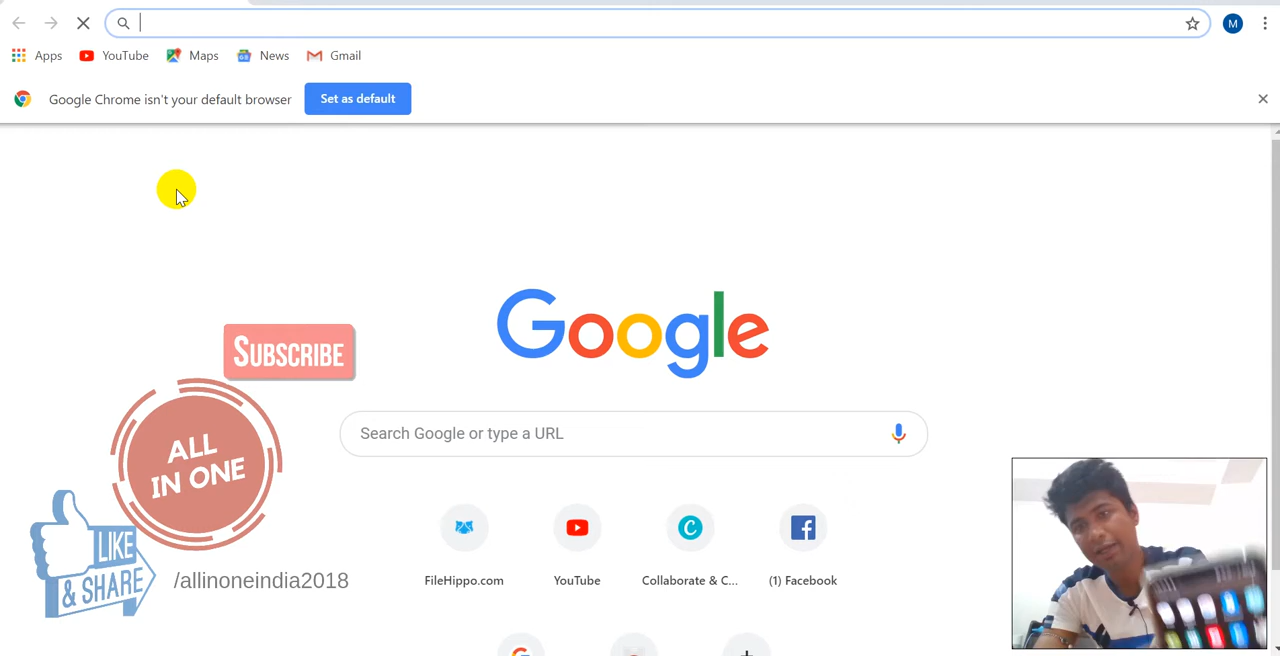 M
Apps YouTube Maps News Gmail
Google Chrome isn't your default browser Set as default
Google
SUBSCRIBE
Search Google or type a URL
ALL
IN ONE
LIKE
& SHARE
/allinoneindia2018
FileHippo.com YouTube Collaborate & C... (1) Facebook